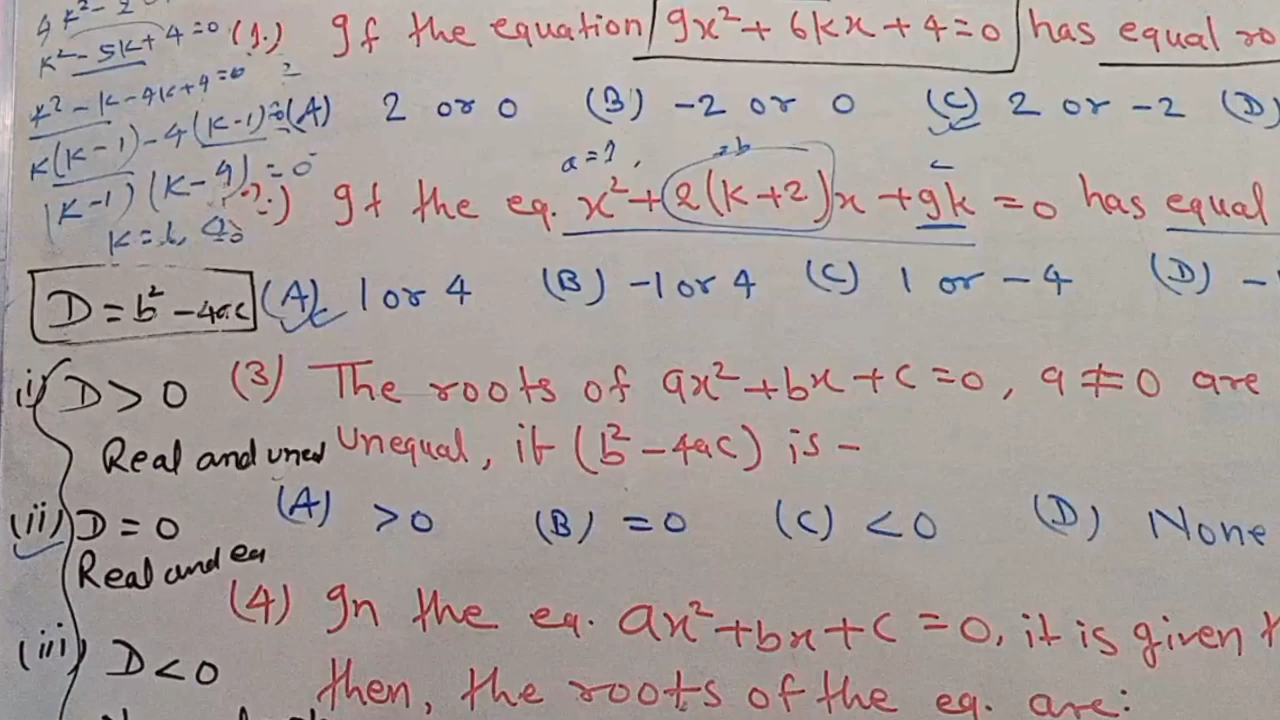 4k²-2
k²-5k+4=0
k²-k-4k+4=0
k(k-1)-4(k-1)=
(k-1)(k-4)=0
k=1, 4
(1.) If the equation 9x²+6kx+4=0 has equal ro
(A) 2 or 0 (B) -2 or 0 (C) 2 or -2 (D)
a=1, =b c
2.) If the eq. x²+2(k+2)x+9k=0 has equal
D=b²-4ac (A) 1 or 4 (B) -1 or 4 (C) 1 or -4 (D) -
i) D>0 (3) The roots of ax²+bx+c=0, a≠0 are
Real and uneq unequal, if (b²-4ac) is -
(ii) D=0 (A) >0 (B) =0 (C) <0 (D) None
Real and eq
(4) In the eq. ax²+bx+c=0, it is given t
(iii) D<0 then, the roots of the eq. are: